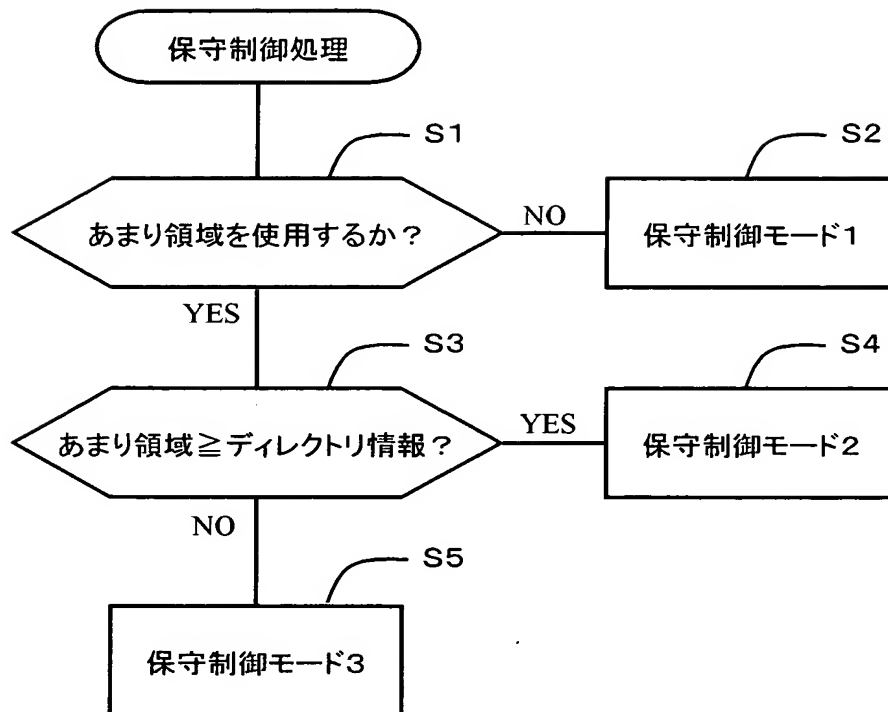 保守制御処理
S1
あまり領域を使用するか？
NO
S2
保守制御モード1
YES
S3
あまり領域≧ディレクトリ情報？
YES
S4
保守制御モード2
NO
S5
保守制御モード3